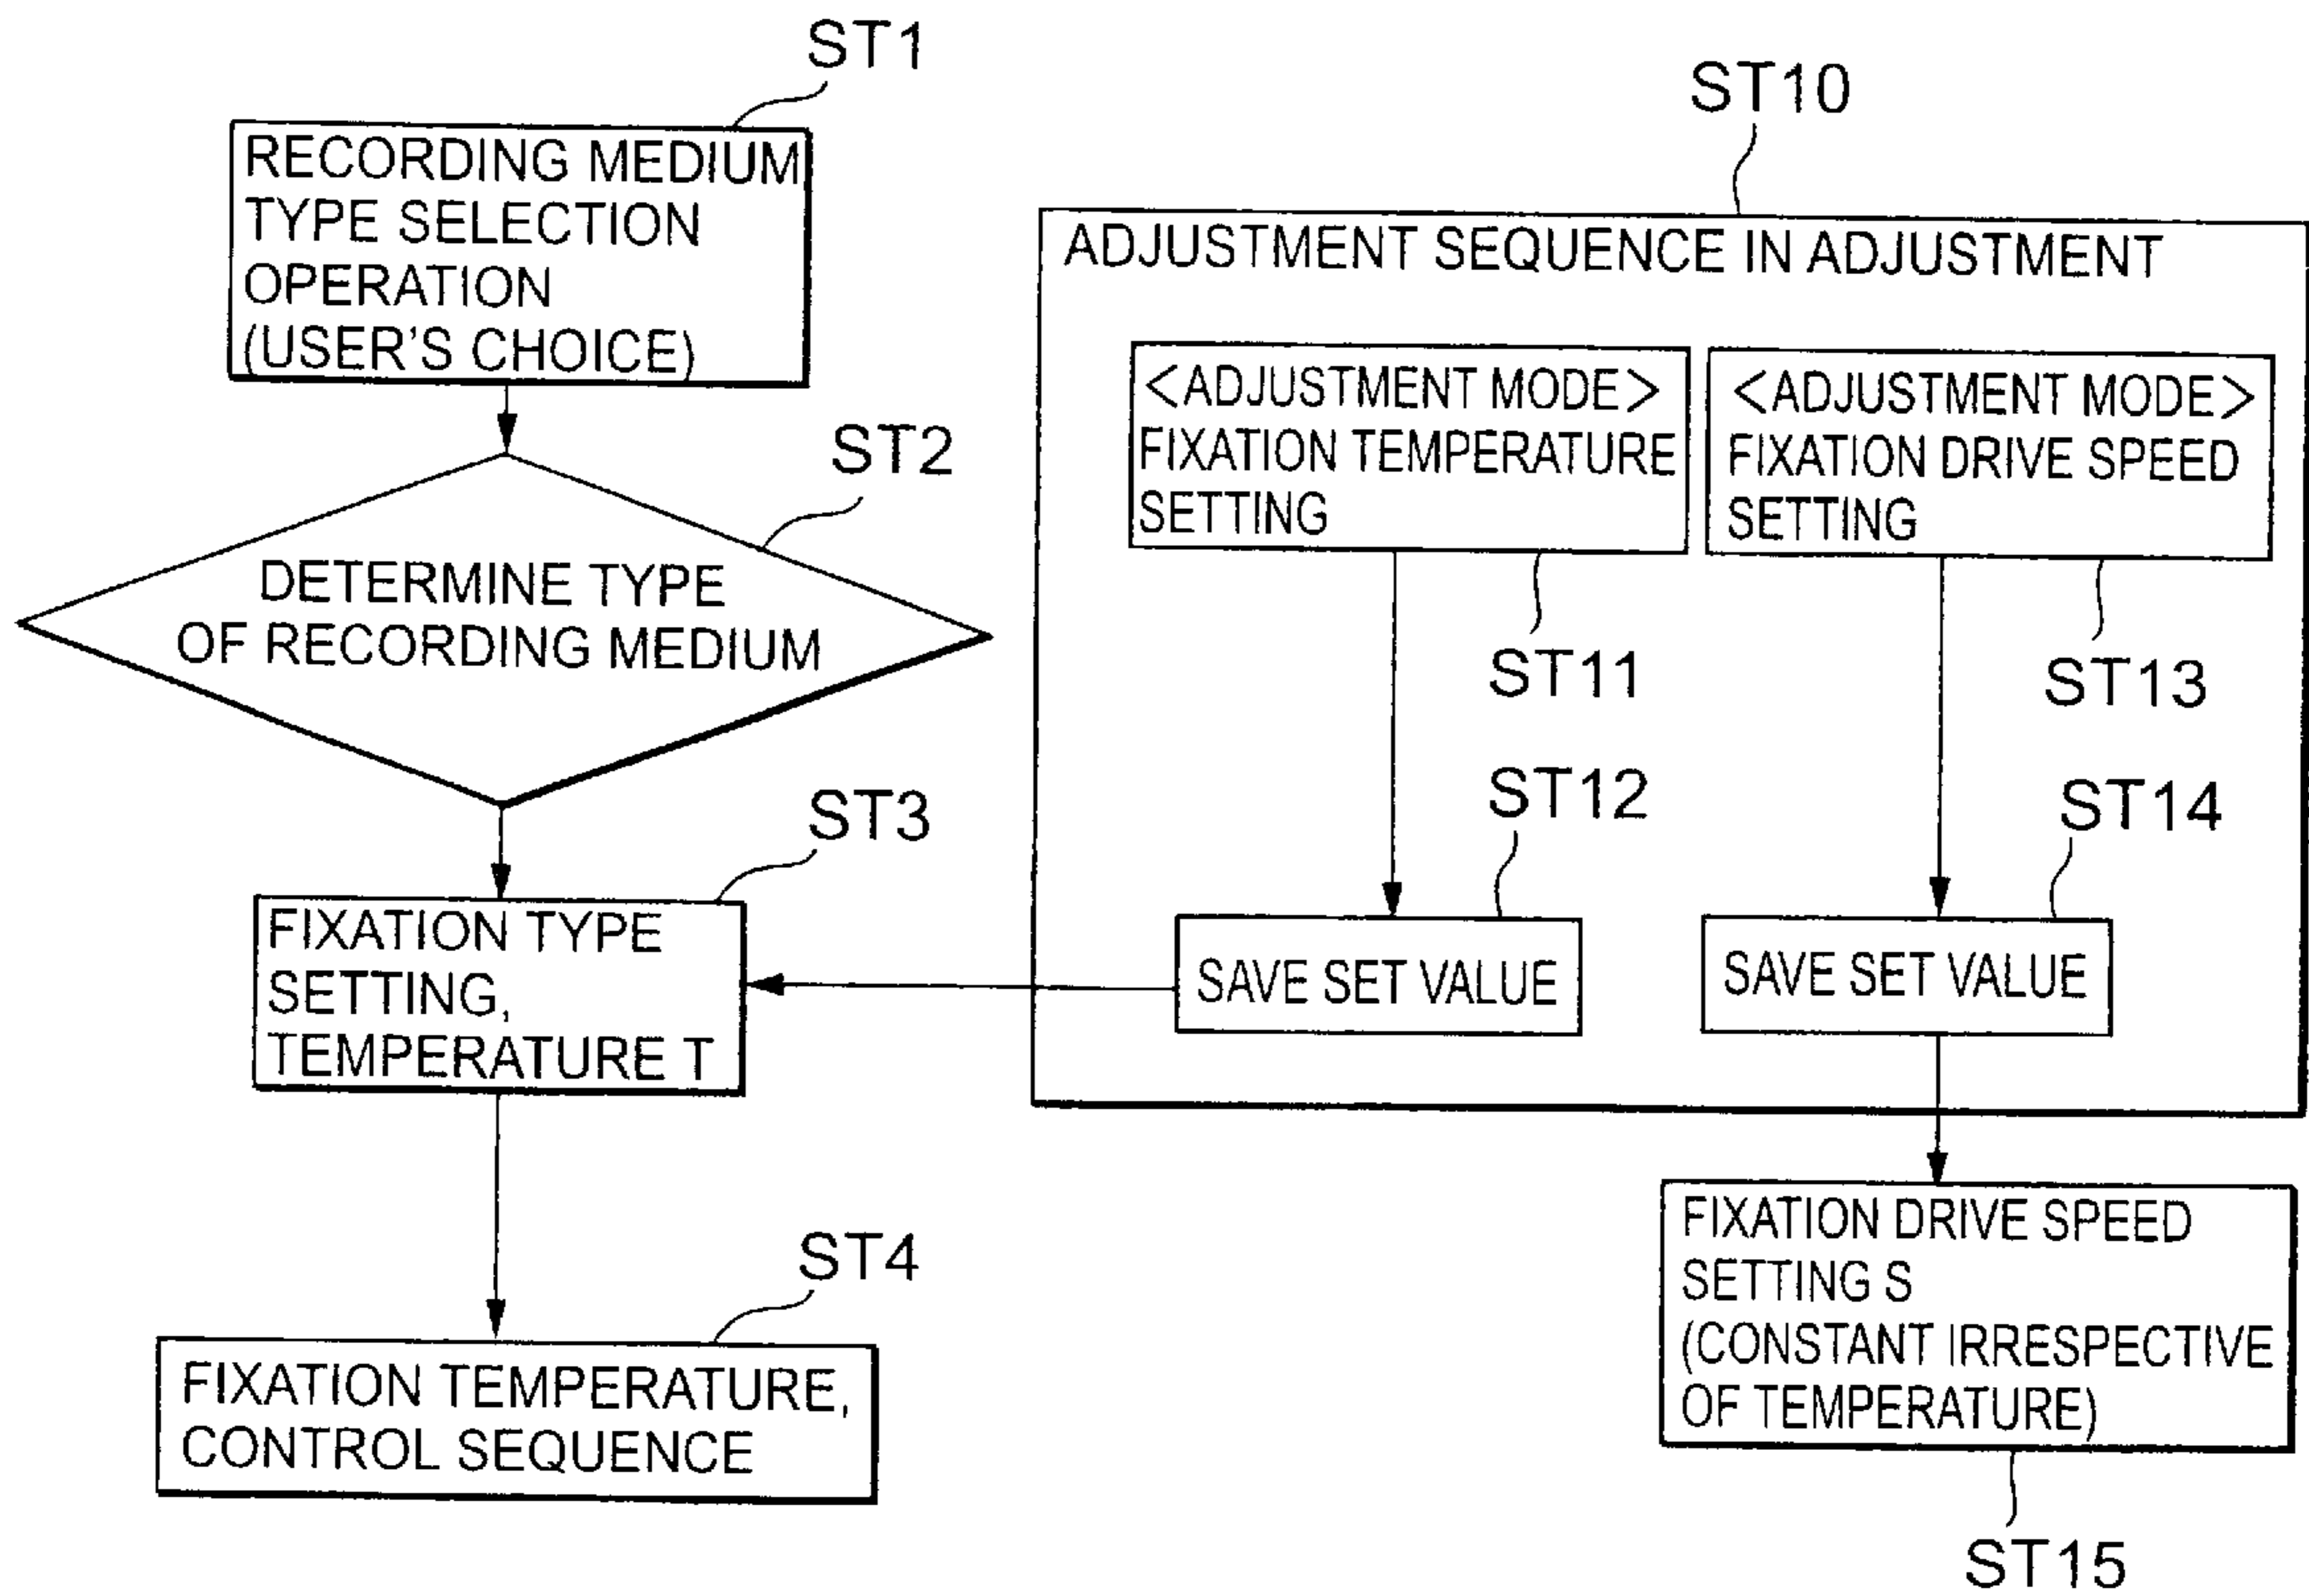 ST1
RECORDING MEDIUM
TYPE SELECTION
OPERATION
(USER'S CHOICE)
ST2
DETERMINE TYPE
OF RECORDING MEDIUM
ST3
FIXATION TYPE
SETTING,
TEMPERATURE T
ST4
FIXATION TEMPERATURE,
CONTROL SEQUENCE
ST10
ADJUSTMENT SEQUENCE IN ADJUSTMENT
<ADJUSTMENT MODE>
FIXATION TEMPERATURE
SETTING
ST11
ST12
SAVE SET VALUE
<ADJUSTMENT MODE>
FIXATION DRIVE SPEED
SETTING
ST13
ST14
SAVE SET VALUE
FIXATION DRIVE SPEED
SETTING S
(CONSTANT IRRESPECTIVE
OF TEMPERATURE)
ST15